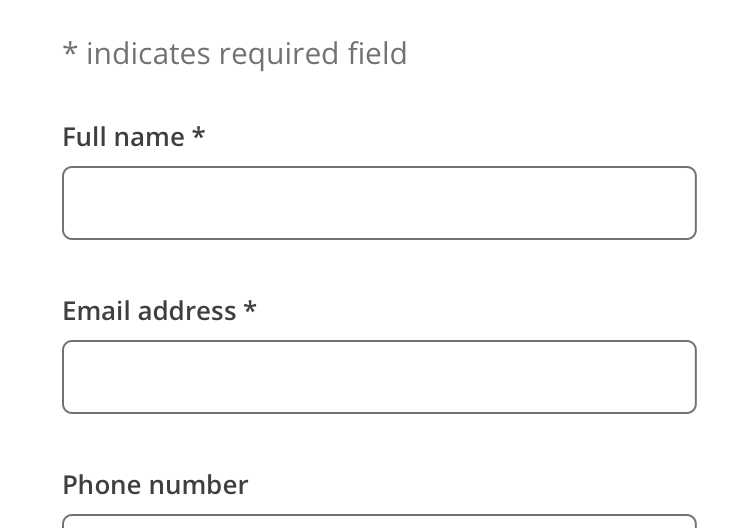 * indicates required field
Full name *
Email address *
Phone number